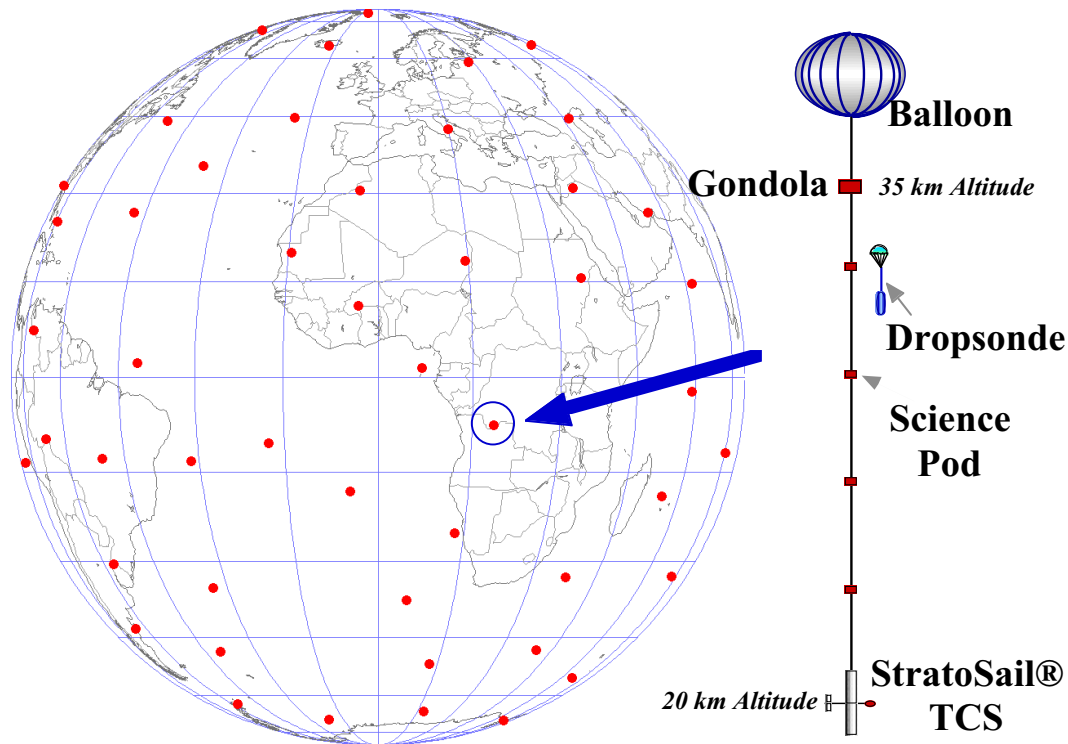 Balloon
Gondola
35 km Altitude
Dropsonde
Science
Pod
StratoSail®
TCS
20 km Altitude